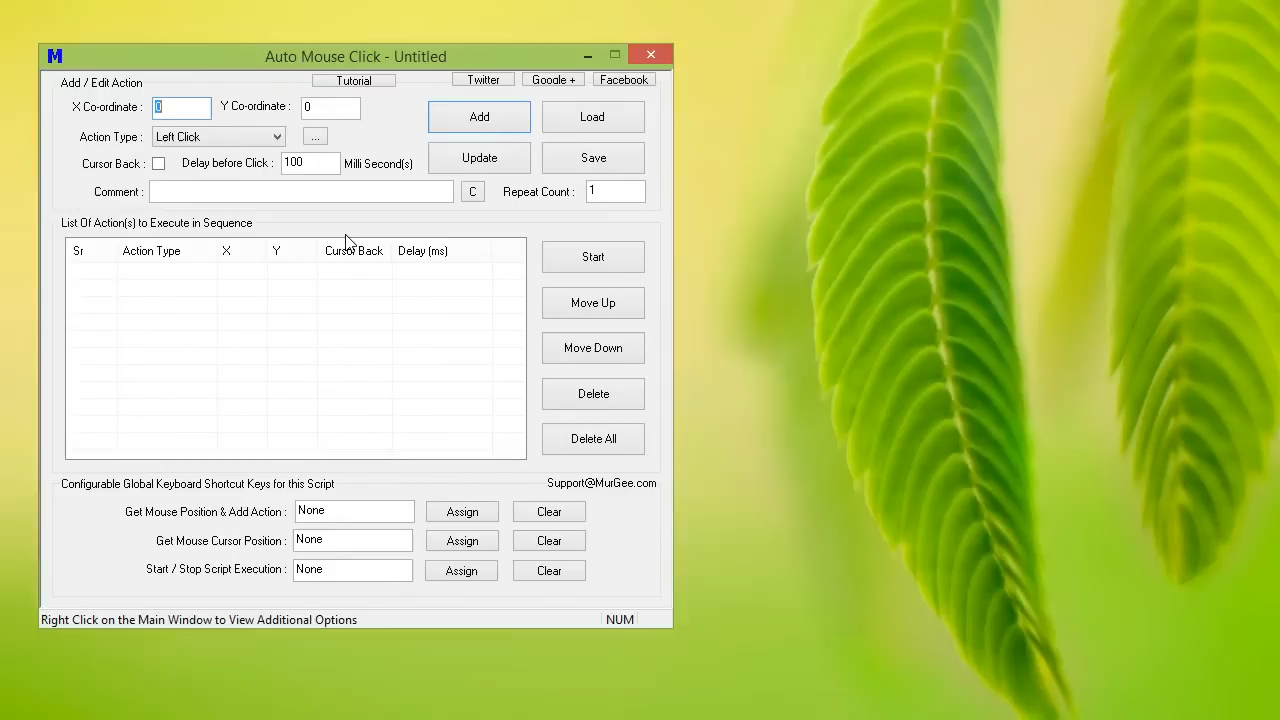 M Auto Mouse Click - Untitled
Add / Edit Action Tutorial Twitter Google + Facebook
X Co-ordinate : 0 Y Co-ordinate : 0 Add Load
Action Type : Left Click ...
Cursor Back : Delay before Click : 100 Milli Second(s) Update Save
Comment : C Repeat Count : 1
List Of Action(s) to Execute in Sequence
Sr Action Type X Y Cursor Back Delay (ms)
Start
Move Up
Move Down
Delete
Delete All
Configurable Global Keyboard Shortcut Keys for this Script Support@MurGee.com
Get Mouse Position & Add Action : None Assign Clear
Get Mouse Cursor Position : None Assign Clear
Start / Stop Script Execution : None Assign Clear
Right Click on the Main Window to View Additional Options NUM